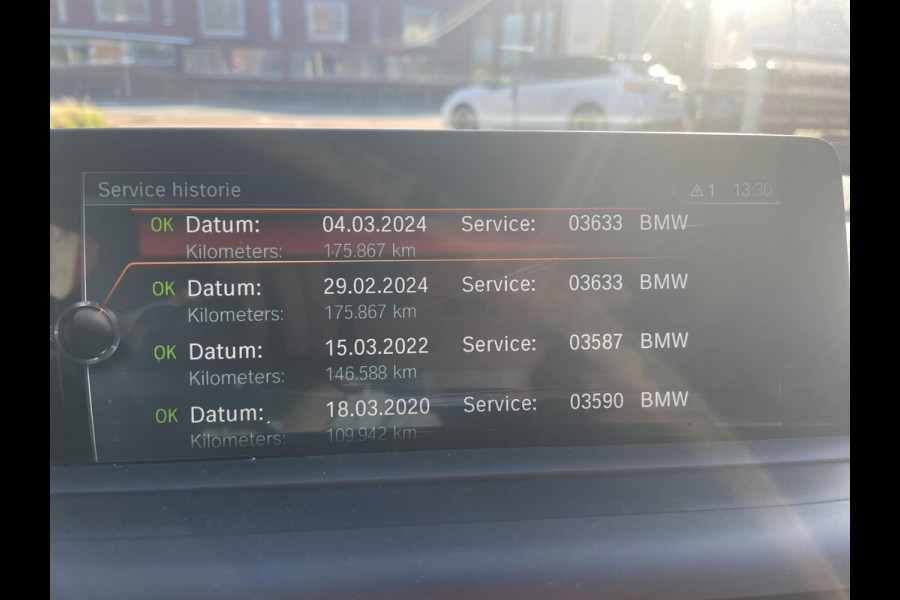 Service historie 1 13:30
OK Datum: 04.03.2024 Service: 03633 BMW
Kilometers: 175.867 km
OK Datum: 29.02.2024 Service: 03633 BMW
Kilometers: 175.867 km
OK Datum: 15.03.2022 Service: 03587 BMW
Kilometers: 146.588 km
OK Datum: 18.03.2020 Service: 03590 BMW
Kilometers: 109.942 km